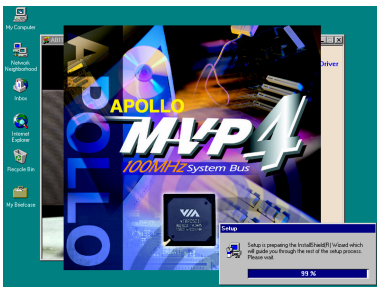 My Computer
Network
Neighborhood
Inbox
Internet
Explorer
Recycle Bin
My Briefcase
Driver
APOLLO
APOLLO
MVP4
100MHz System Bus
VIA
Setup
Setup is preparing the InstallShield(R) Wizard which
will guide you through the rest of the setup process.
Please wait.
99 %